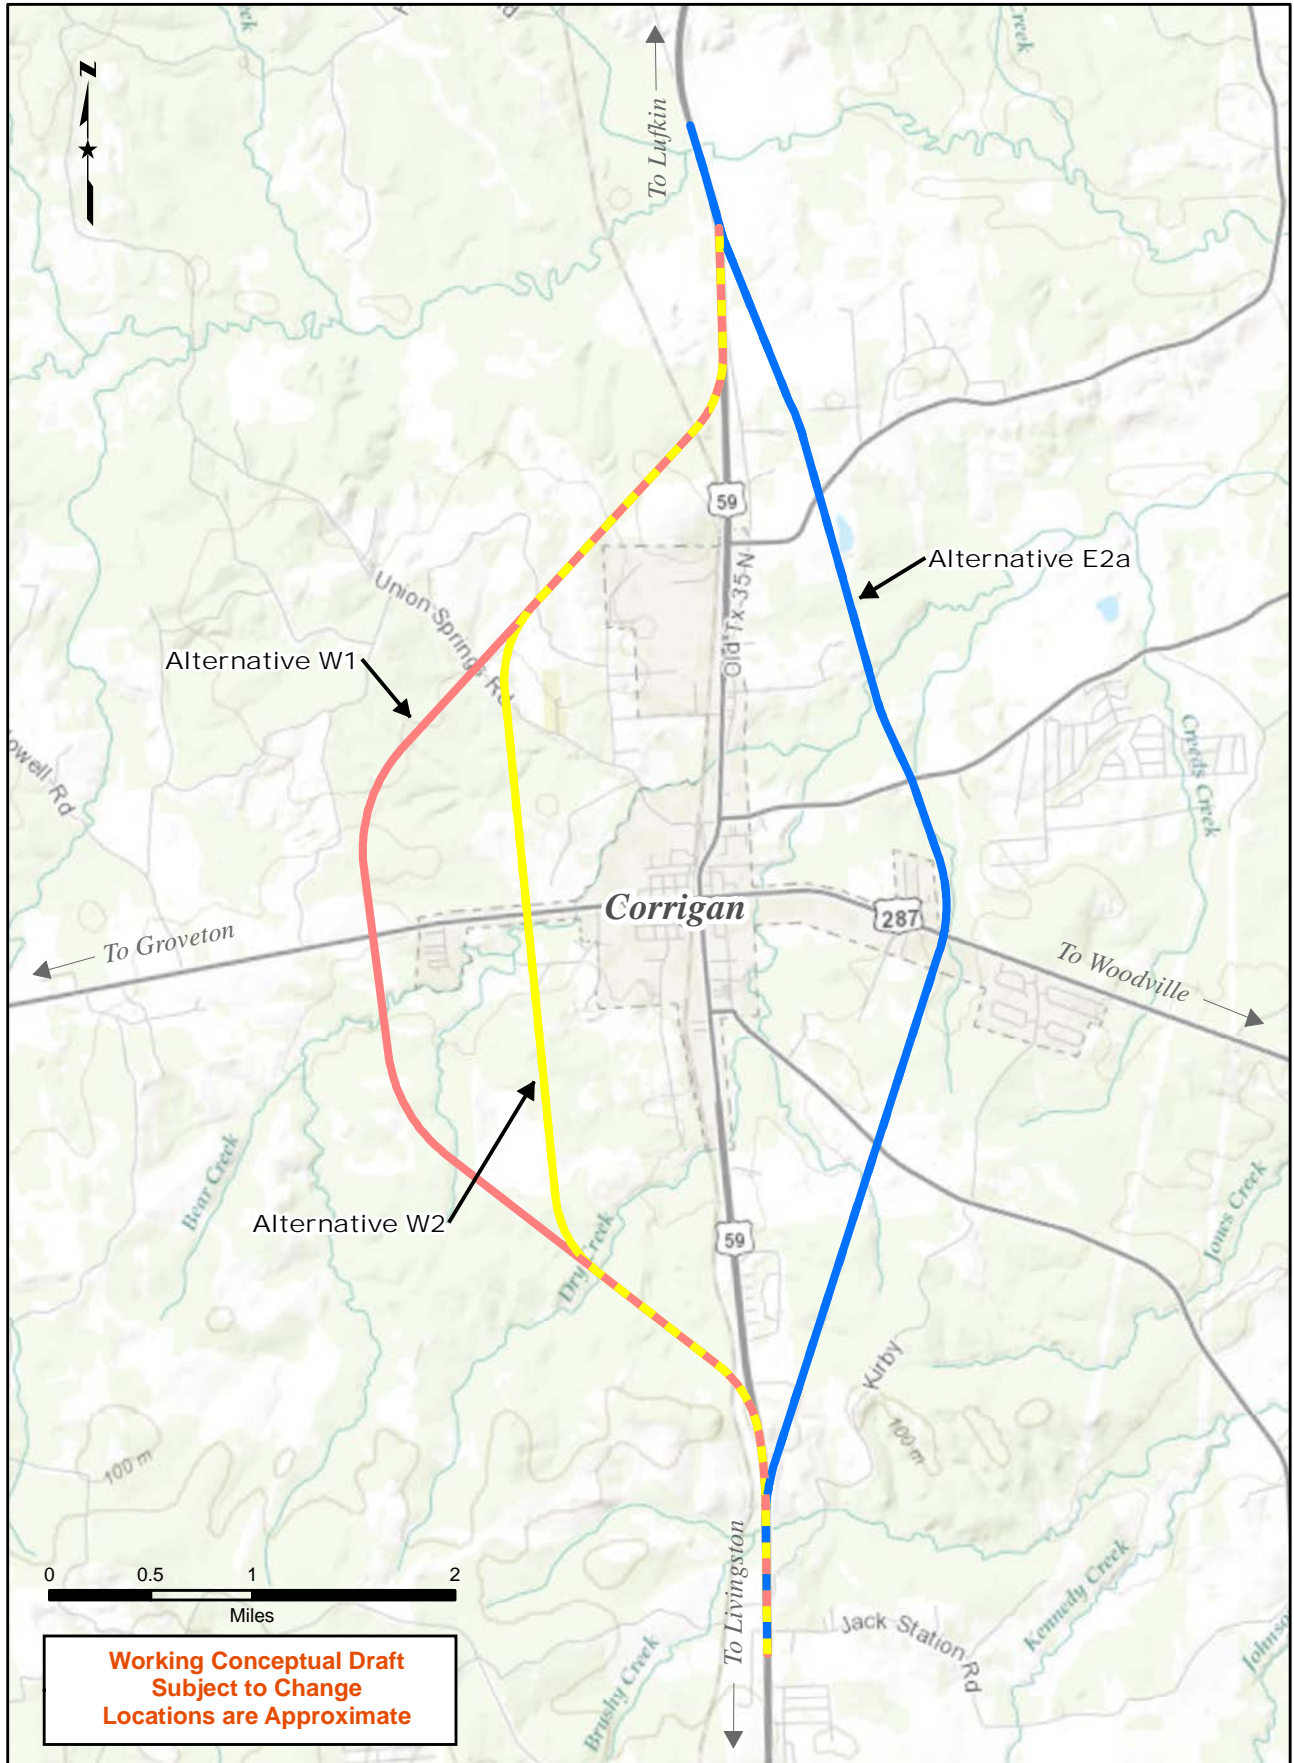 Creek
Creek
To Lufkin
N
59
Old Tx-35 N
Alternative E2a
Union Springs Rd
Alternative W1
Creeds Creek
Rd
Corrigan
287
To Groveton
To Woodville
Bear Creek
Alternative W2
Dry Creek
59
Jones Creek
Kirby
100 m
100 m
To Livingston
Jack Station Rd
Kennedy Creek
Brushy Creek
0 0.5 1 2
Miles
Working Conceptual Draft
Subject to Change
Locations are Approximate